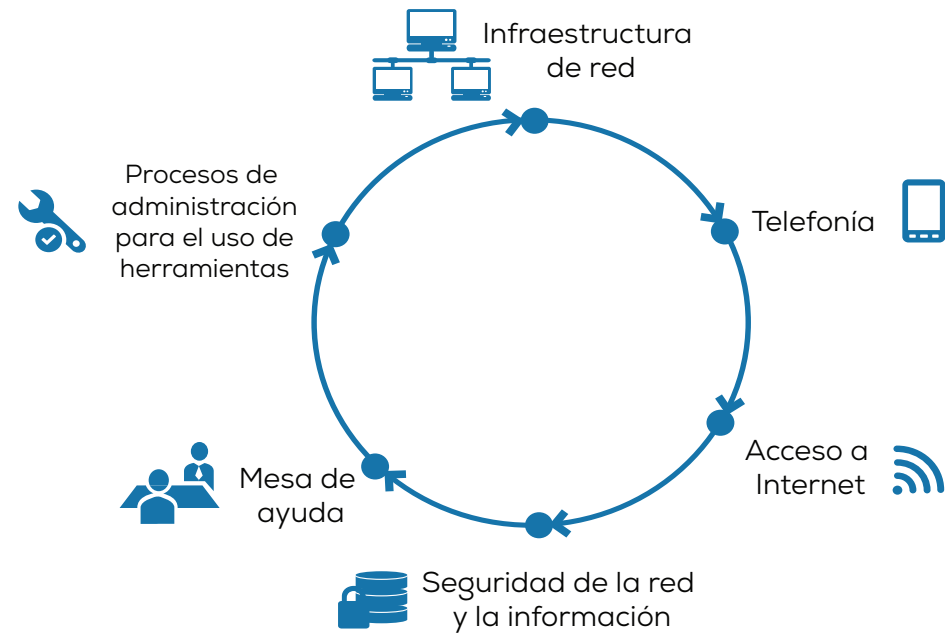 Infraestructura
de red
Telefonía
Acceso a
Internet
Seguridad de la red
y la información
Mesa de
ayuda
Procesos de
administración
para el uso de
herramientas